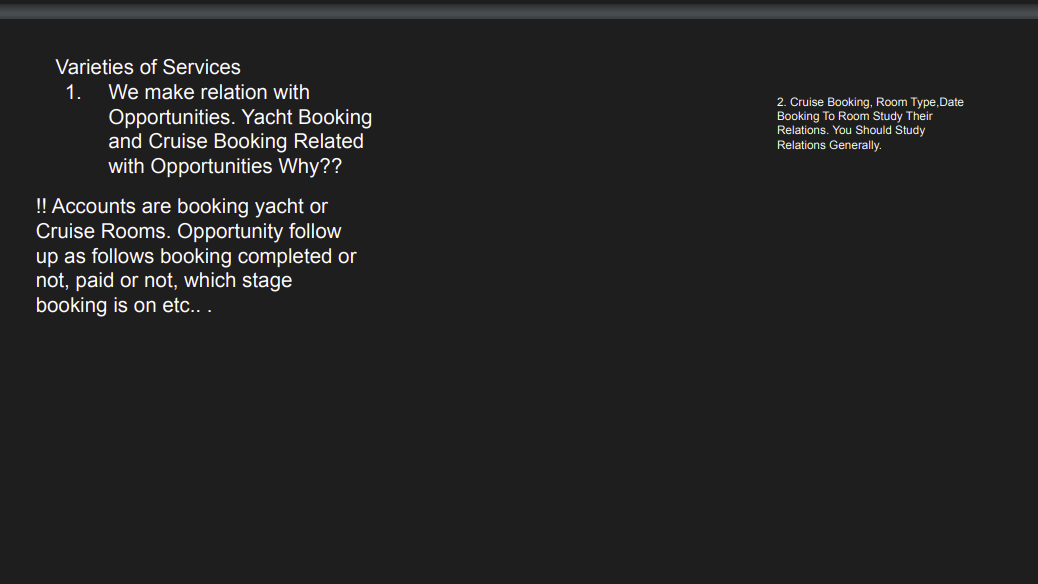 Varieties of Services
1. We make relation with
Opportunities. Yacht Booking
and Cruise Booking Related
with Opportunities Why??
!! Accounts are booking yacht or
Cruise Rooms. Opportunity follow
up as follows booking completed or
not, paid or not, which stage
booking is on etc.. .
2. Cruise Booking, Room Type,Date
Booking To Room Study Their
Relations. You Should Study
Relations Generally.